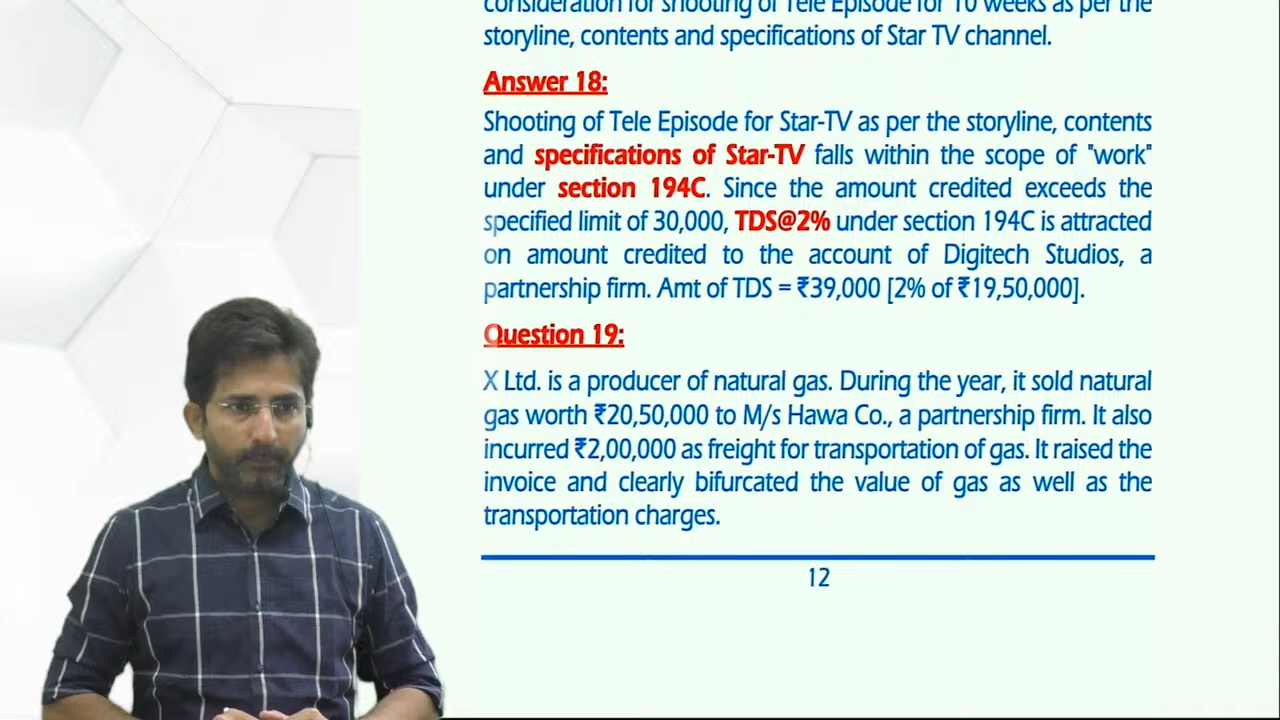 consideration for shooting of Tele Episode for 10 weeks as per the
storyline, contents and specifications of Star TV channel.
Answer 18:
Shooting of Tele Episode for Star-TV as per the storyline, contents
and specifications of Star-TV falls within the scope of "work"
under section 194C. Since the amount credited exceeds the
specified limit of 30,000, TDS@2% under section 194C is attracted
on amount credited to the account of Digitech Studios, a
partnership firm. Amt of TDS = ₹39,000 [2% of ₹19,50,000].
Question 19:
X Ltd. is a producer of natural gas. During the year, it sold natural
gas worth ₹20,50,000 to M/s Hawa Co., a partnership firm. It also
incurred ₹2,00,000 as freight for transportation of gas. It raised the
invoice and clearly bifurcated the value of gas as well as the
transportation charges.
12